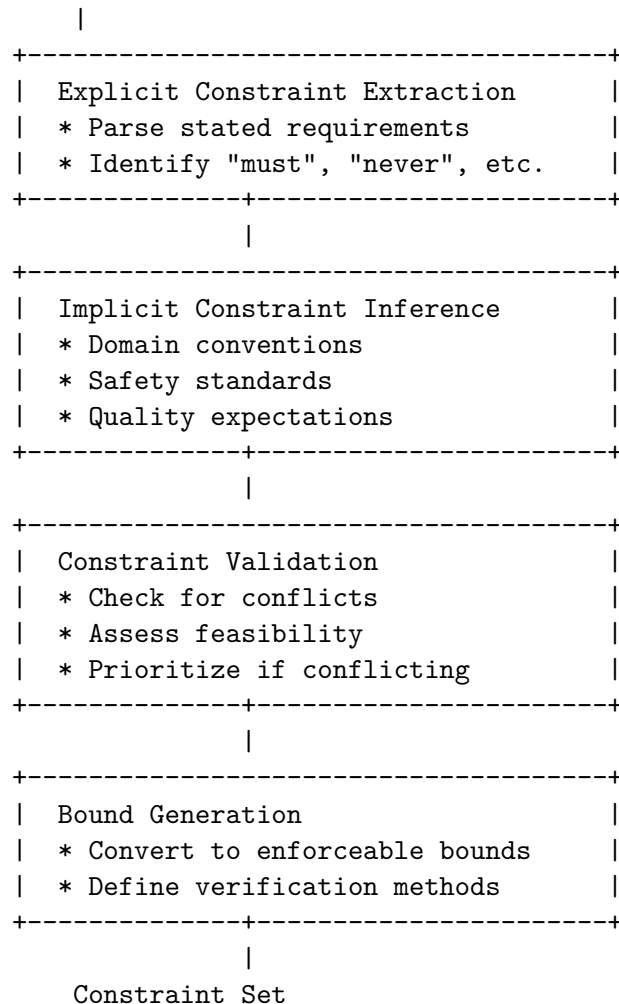 Explicit Constraint Extraction
* Parse stated requirements
* Identify "must", "never", etc.
Implicit Constraint Inference
* Domain conventions
* Safety standards
* Quality expectations
Constraint Validation
* Check for conflicts
* Assess feasibility
* Prioritize if conflicting
Bound Generation
* Convert to enforceable bounds
* Define verification methods
Constraint Set